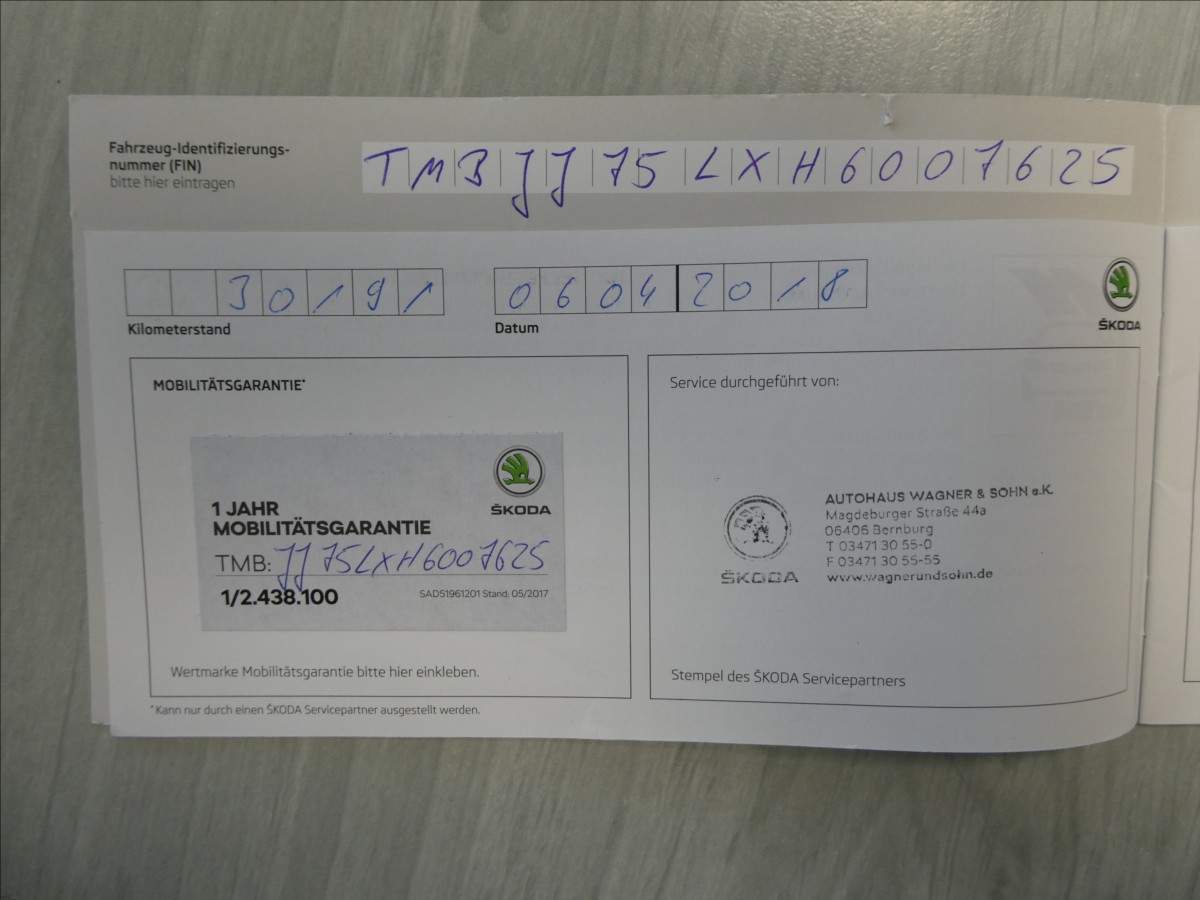 Fahrzeug-Identifizierungs-
nummer (FIN)
bitte hier eintragen
TMBJJ75LXH6007625
30191
Kilometerstand
06042018
Datum
ŠKODA
MOBILITÄTSGARANTIE*
ŠKODA
1 JAHR
MOBILITÄTSGARANTIE
TMB: JJ75LXH6007625
1/2.438.100
SAD51961201 Stand: 05/2017
Wertmarke Mobilitätsgarantie bitte hier einkleben.
*Kann nur durch einen ŠKODA Servicepartner ausgestellt werden.
Service durchgeführt von:
ŠKODA
AUTOHAUS WAGNER & SOHN e.K.
Magdeburger Straße 44a
06406 Bernburg
T 03471 30 55-0
F 03471 30 55-55
www.wagnerundsohn.de
Stempel des ŠKODA Servicepartners